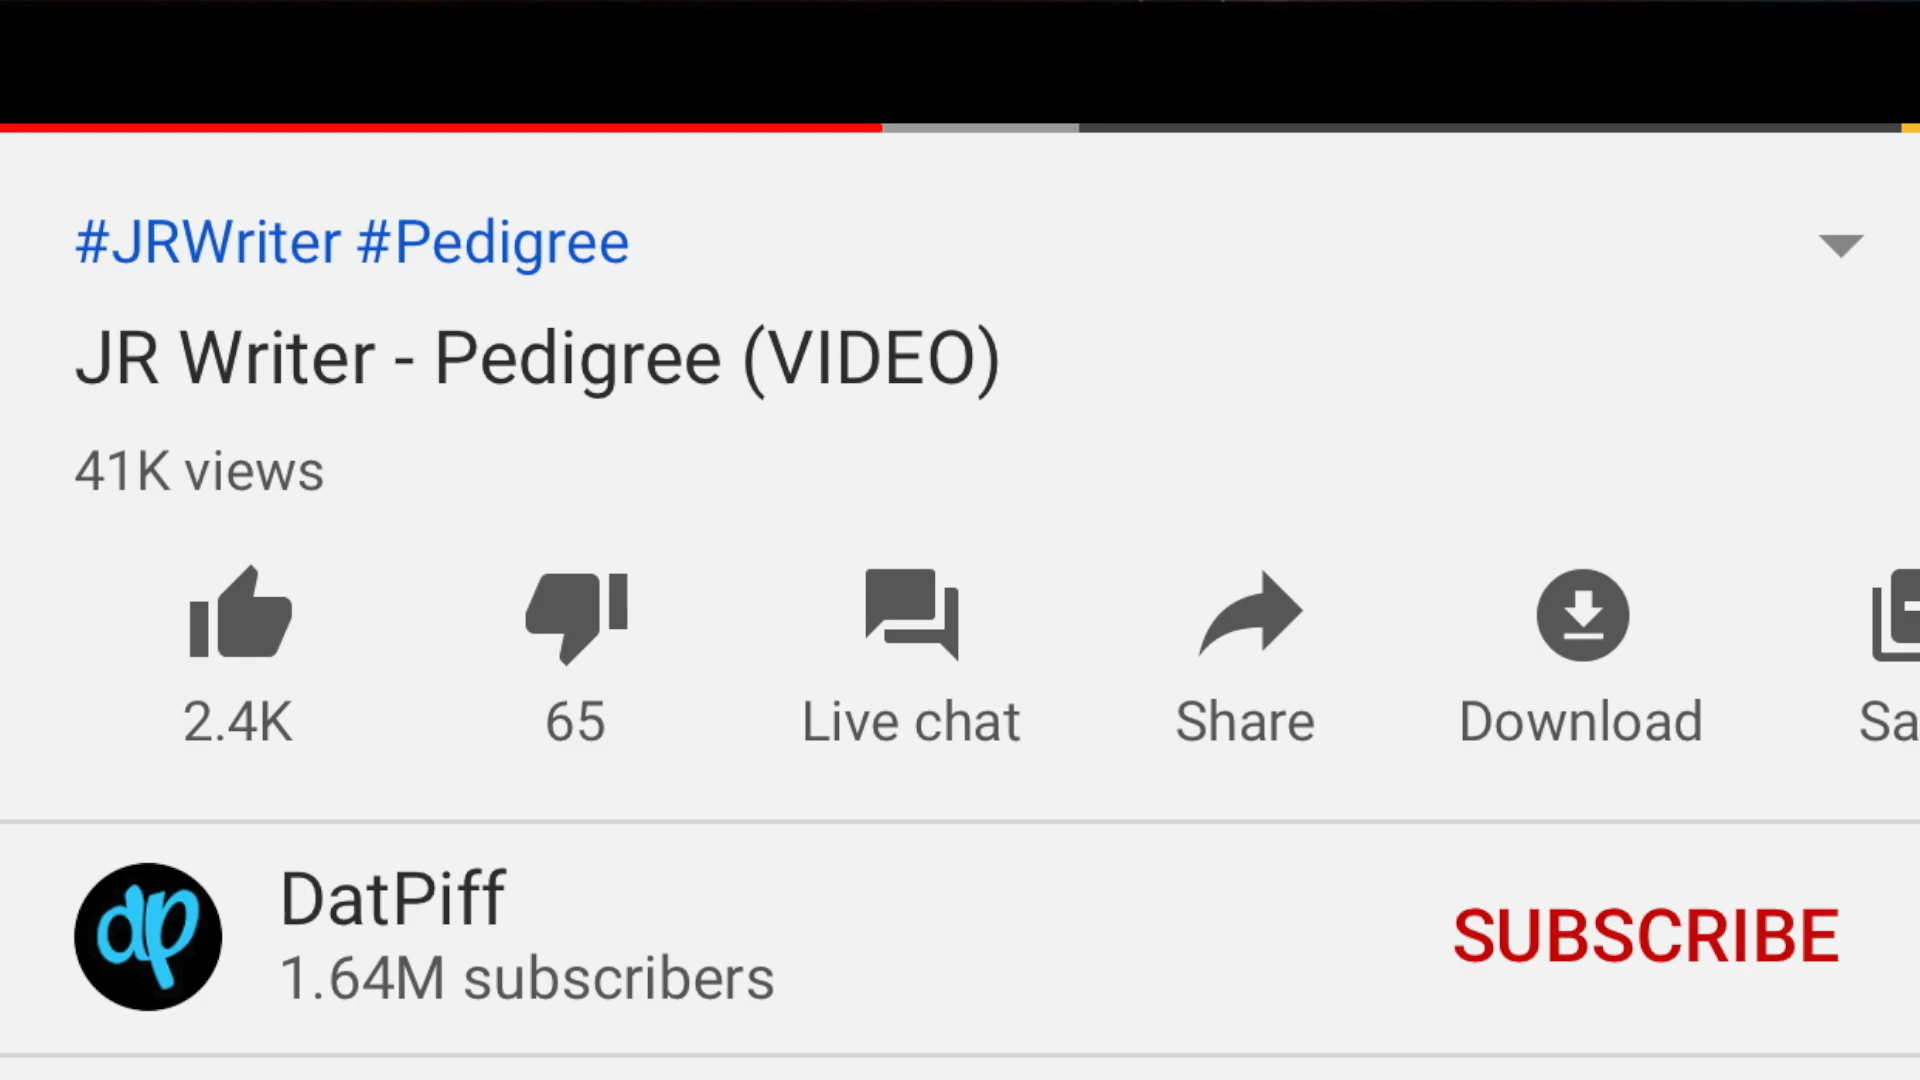 #JRWriter #Pedigree
JR Writer - Pedigree (VIDEO)
41K views
2.4K 65 Live chat Share Download Sa
dp
DatPiff
1.64M subscribers
SUBSCRIBE